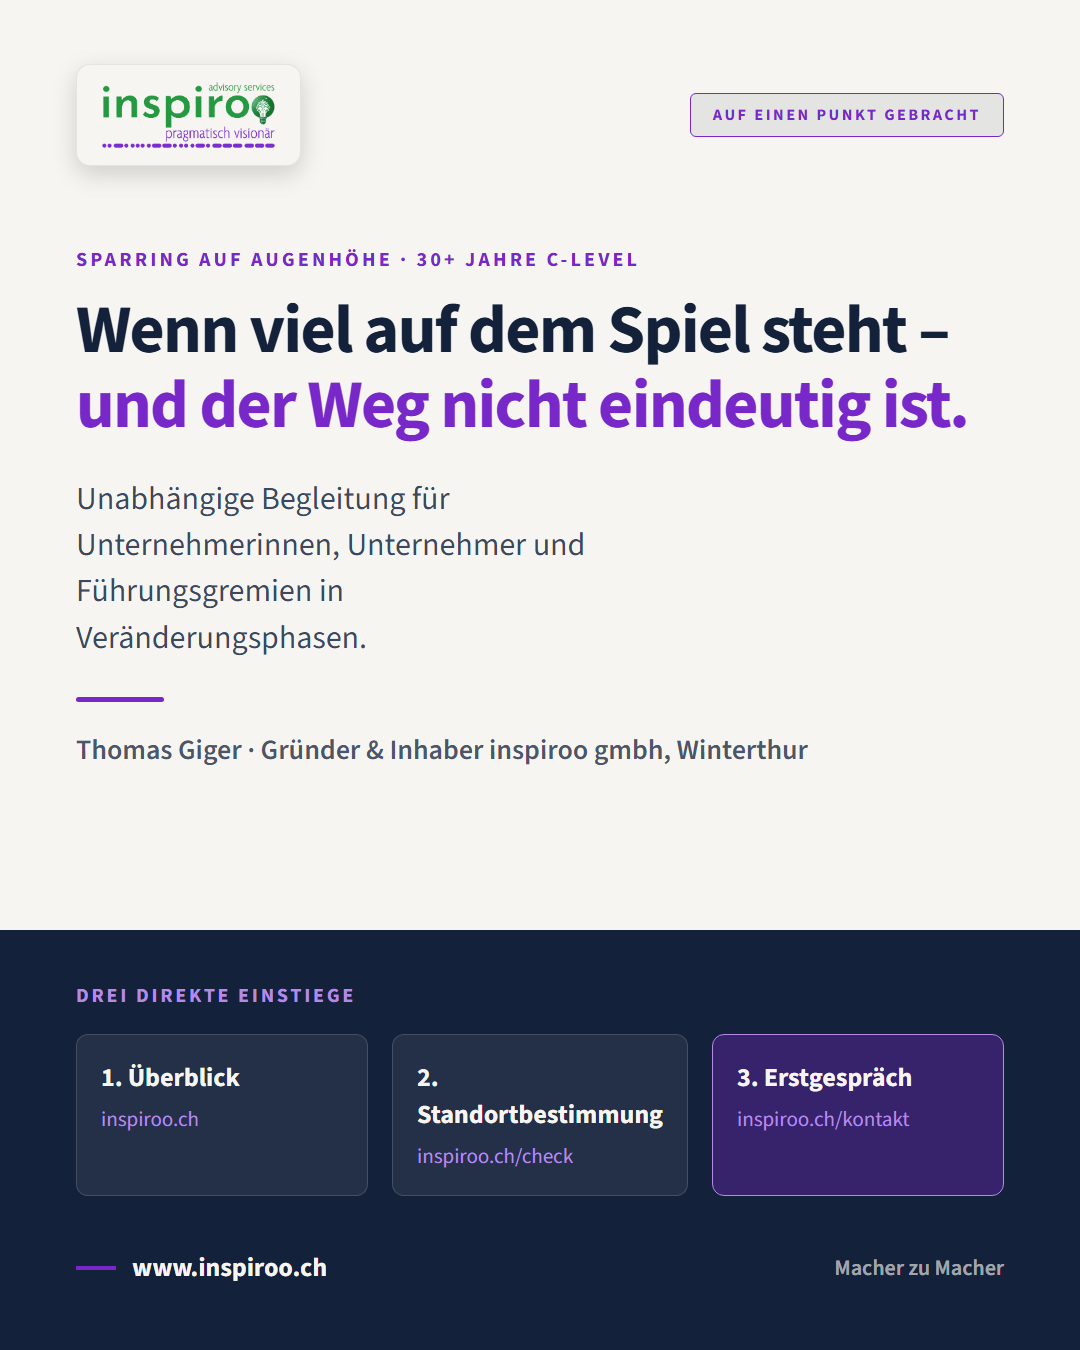 advisory services
inspiroo
pragmatisch visionär
AUF EINEN PUNKT GEBRACHT
SPARRING AUF AUGENHÖHE · 30+ JAHRE C-LEVEL
Wenn viel auf dem Spiel steht –
und der Weg nicht eindeutig ist.
Unabhängige Begleitung für
Unternehmerinnen, Unternehmer und
Führungsgremien in
Veränderungsphasen.
Thomas Giger · Gründer & Inhaber inspiroo gmbh, Winterthur
DREI DIREKTE EINSTIEGE
1. Überblick
inspiroo.ch
2.
Standortbestimmung
inspiroo.ch/check
3. Erstgespräch
inspiroo.ch/kontakt
www.inspiroo.ch
Macher zu Macher